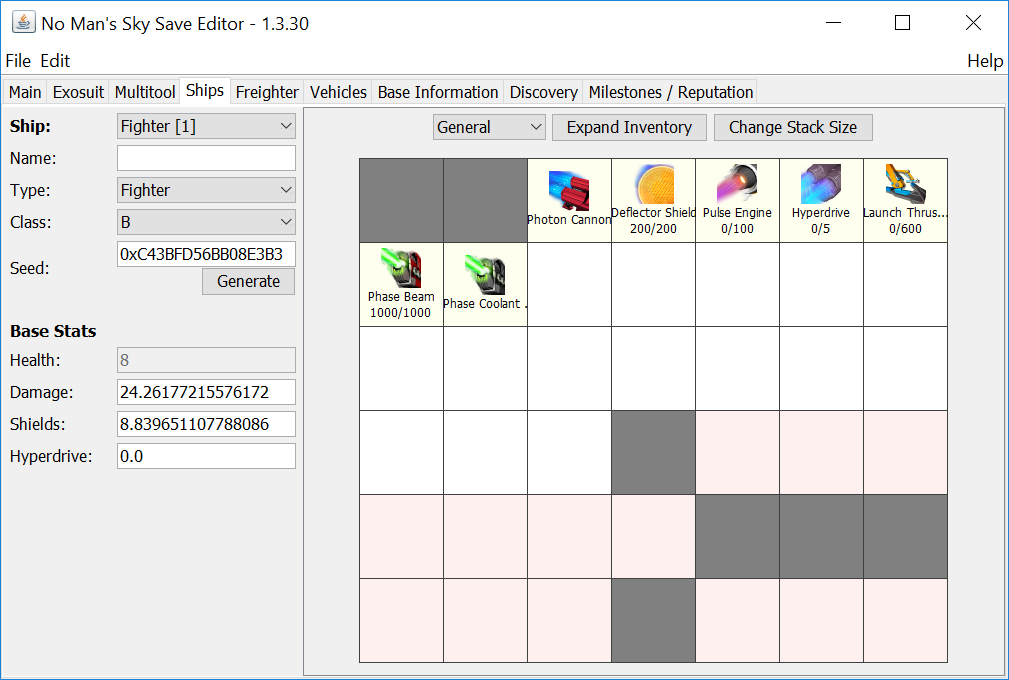 No Man's Sky Save Editor - 1.3.30
File Edit Help
Main Exosuit Multitool Ships Freighter Vehicles Base Information Discovery Milestones / Reputation
Ship: Fighter [1]
General Expand Inventory Change Stack Size
Name:
Type: Fighter
Class: B
Seed: 0xC43BFD56BB08E3B3
Generate
Base Stats
Health: 8
Damage: 24.26177215576172
Shields: 8.839651107788086
Hyperdrive: 0.0
Photon Cannon
Deflector Shield
200/200
Pulse Engine
0/100
Hyperdrive
0/5
Launch Thrus...
0/600
Phase Beam
1000/1000
Phase Coolant .